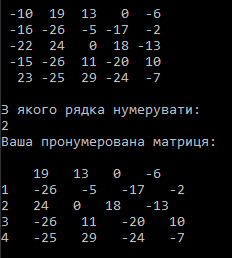 -10 19 13 0 -6
-16 -26 -5 -17 -2
-22 24 0 18 -13
-15 -26 11 -20 10
23 -25 29 -24 -7
З якого рядка нумерувати:
2
Ваша пронумерована матриця:
19 13 0 -6
1 -26 -5 -17 -2
2 24 0 18 -13
3 -26 11 -20 10
4 -25 29 -24 -7